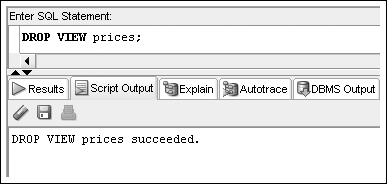 Enter SQL Statement:
DROP VIEW prices;
Results Script Output Explain Autotrace DBMS Output
DROP VIEW prices succeeded.